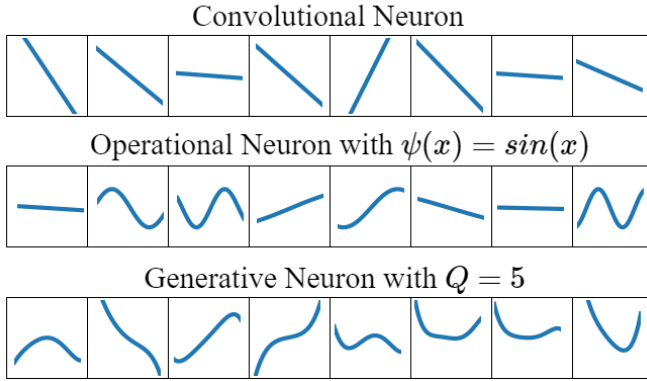 Convolutional Neuron
Operational Neuron with ψ(x) = sin(x)
Generative Neuron with Q = 5